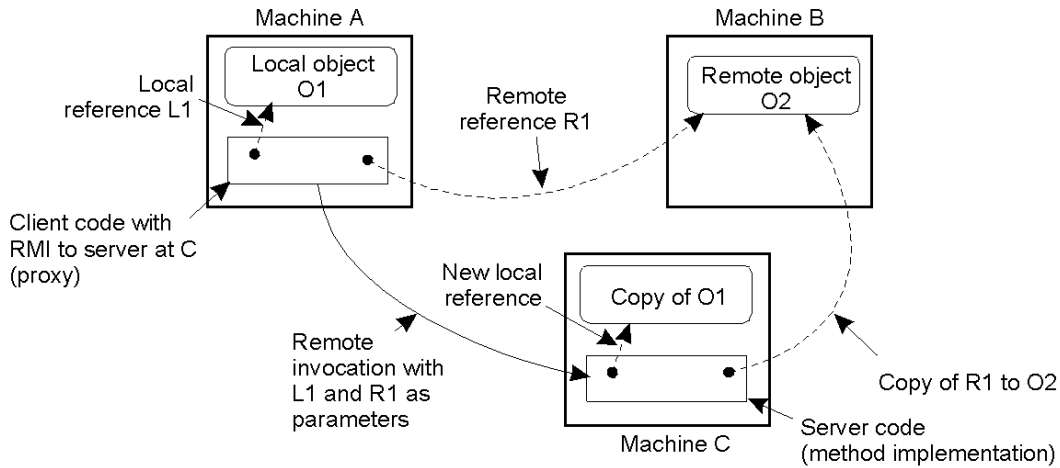 Machine A
Machine B
Local object
O1
Remote object
O2
Local
reference L1
Remote
reference R1
Client code with
RMI to server at C
(proxy)
New local
reference
Copy of O1
Remote
invocation with
L1 and R1 as
parameters
Copy of R1 to O2
Server code
(method implementation)
Machine C